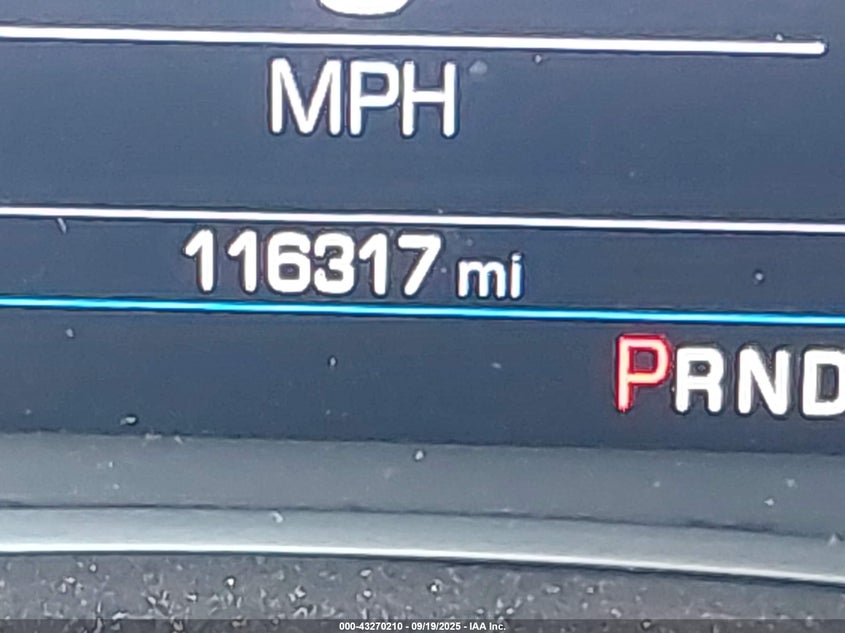 MPH
116317 mi
PRND
000-43270210 - 09/19/2025 - IAA Inc.